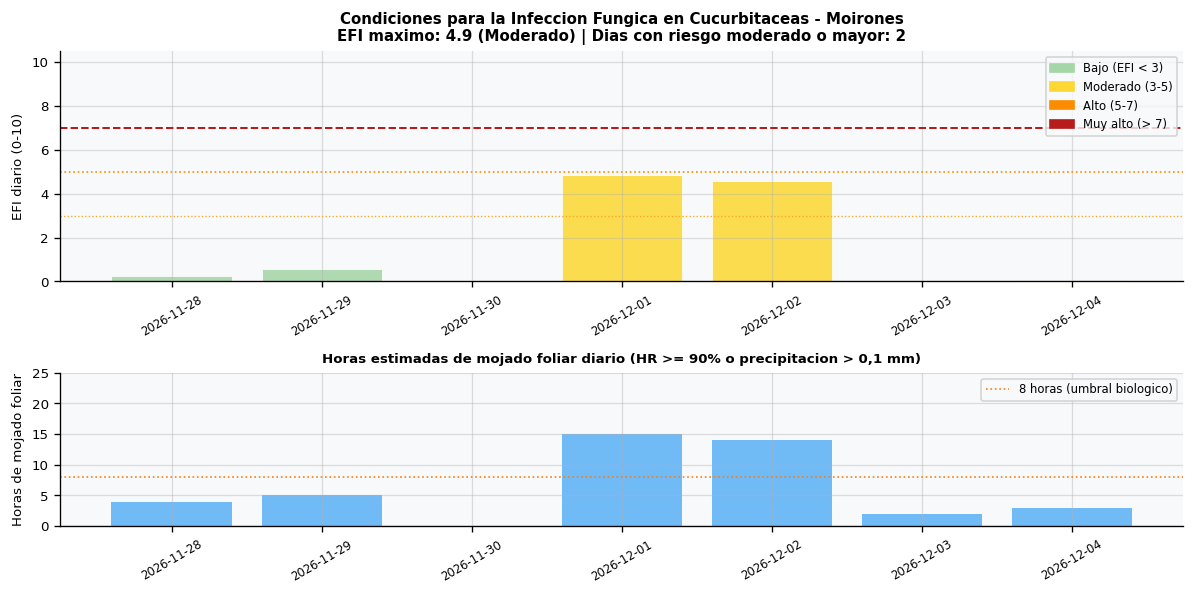 Condiciones para la Infeccion Fungica en Cucurbitaceas - Moirones
EFI maximo: 4.9 (Moderado) | Dias con riesgo moderado o mayor: 2
EFI diario (0-10)
10
8
6
4
2
0
Bajo (EFI < 3)
Moderado (3-5)
Alto (5-7)
Muy alto (> 7)
2026-11-28
2026-11-29
2026-11-30
2026-12-01
2026-12-02
2026-12-03
2026-12-04
Horas estimadas de mojado foliar diario (HR >= 90% o precipitacion > 0,1 mm)
Horas de mojado foliar
25
20
15
10
5
0
8 horas (umbral biologico)
2026-11-28
2026-11-29
2026-11-30
2026-12-01
2026-12-02
2026-12-03
2026-12-04